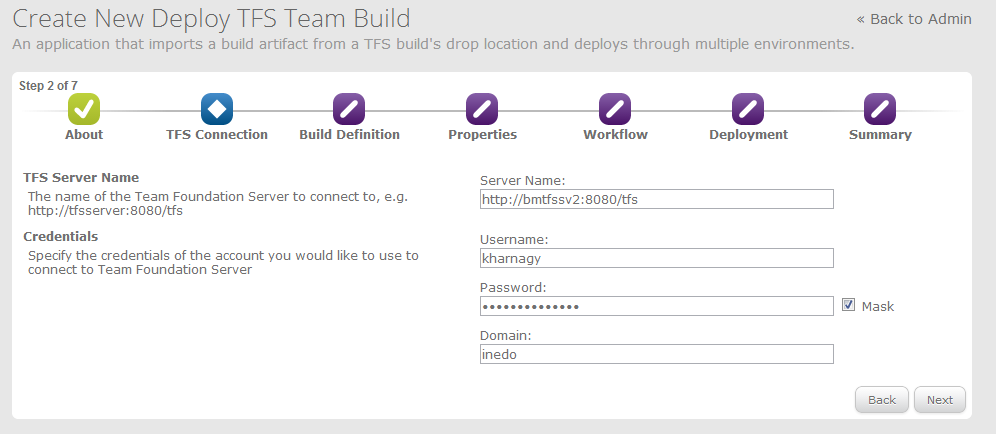 Create New Deploy TFS Team Build
« Back to Admin
An application that imports a build artifact from a TFS build's drop location and deploys through multiple environments.
Step 2 of 7
About
TFS Connection
Build Definition
Properties
Workflow
Deployment
Summary
TFS Server Name
The name of the Team Foundation Server to connect to, e.g.
http://tfsserver:8080/tfs
Server Name:
http://bmtfssv2:8080/tfs
Credentials
Specify the credentials of the account you would like to use to
connect to Team Foundation Server
Username:
kharnagy
Password:
••••••••••••••
Mask
Domain:
inedo
Back
Next